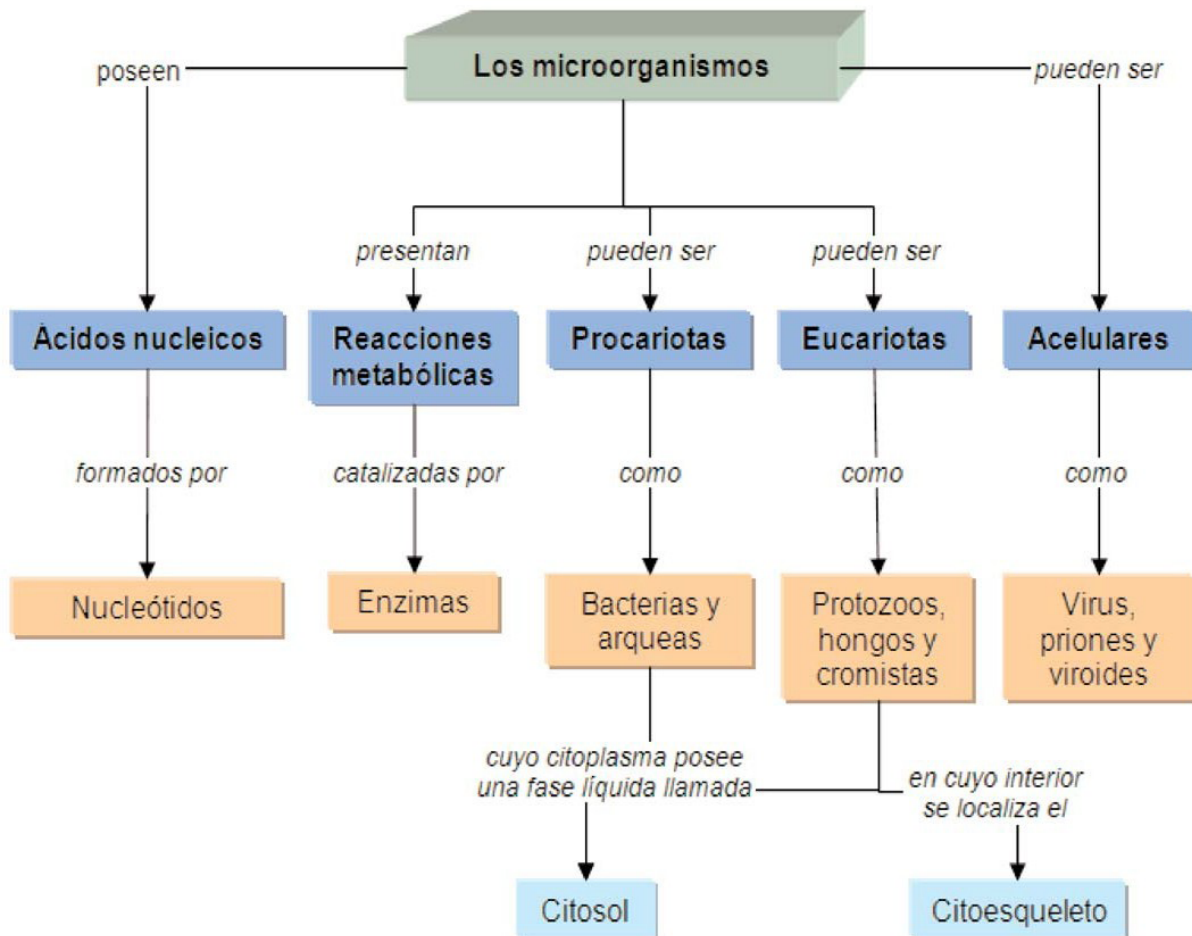 Los microorganismos
poseen
pueden ser
presentan
pueden ser
pueden ser
Ácidos nucleicos
Reacciones
metabólicas
Procariotas
Eucariotas
Acelulares
formados por
catalizadas por
como
como
como
Nucleótidos
Enzimas
Bacterias y
arqueas
Protozoos,
hongos y
cromistas
Virus,
priones y
viroides
cuyo citoplasma posee
una fase líquida llamada
en cuyo interior
se localiza el
Citosol
Citoesqueleto